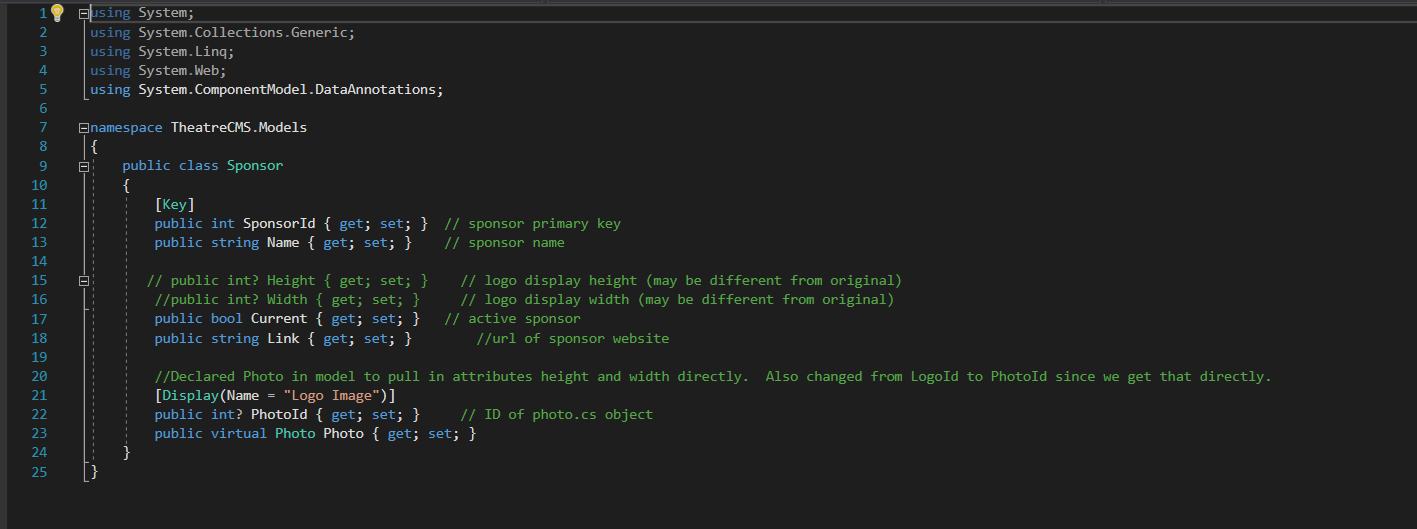 1 using System;
2 using System.Collections.Generic;
3 using System.Linq;
4 using System.Web;
5 using System.ComponentModel.DataAnnotations;
6
7 namespace TheatreCMS.Models
8 {
9 public class Sponsor
10 {
11 [Key]
12 public int SponsorId { get; set; } // sponsor primary key
13 public string Name { get; set; } // sponsor name
14
15 // public int? Height { get; set; } // logo display height (may be different from original)
16 //public int? Width { get; set; } // logo display width (may be different from original)
17 public bool Current { get; set; } // active sponsor
18 public string Link { get; set; } //url of sponsor website
19
20 //Declared Photo in model to pull in attributes height and width directly.  Also changed from LogoId to PhotoId since we get that directly.
21 [Display(Name = "Logo Image")]
22 public int? PhotoId { get; set; } // ID of photo.cs object
23 public virtual Photo Photo { get; set; }
24 }
25 }